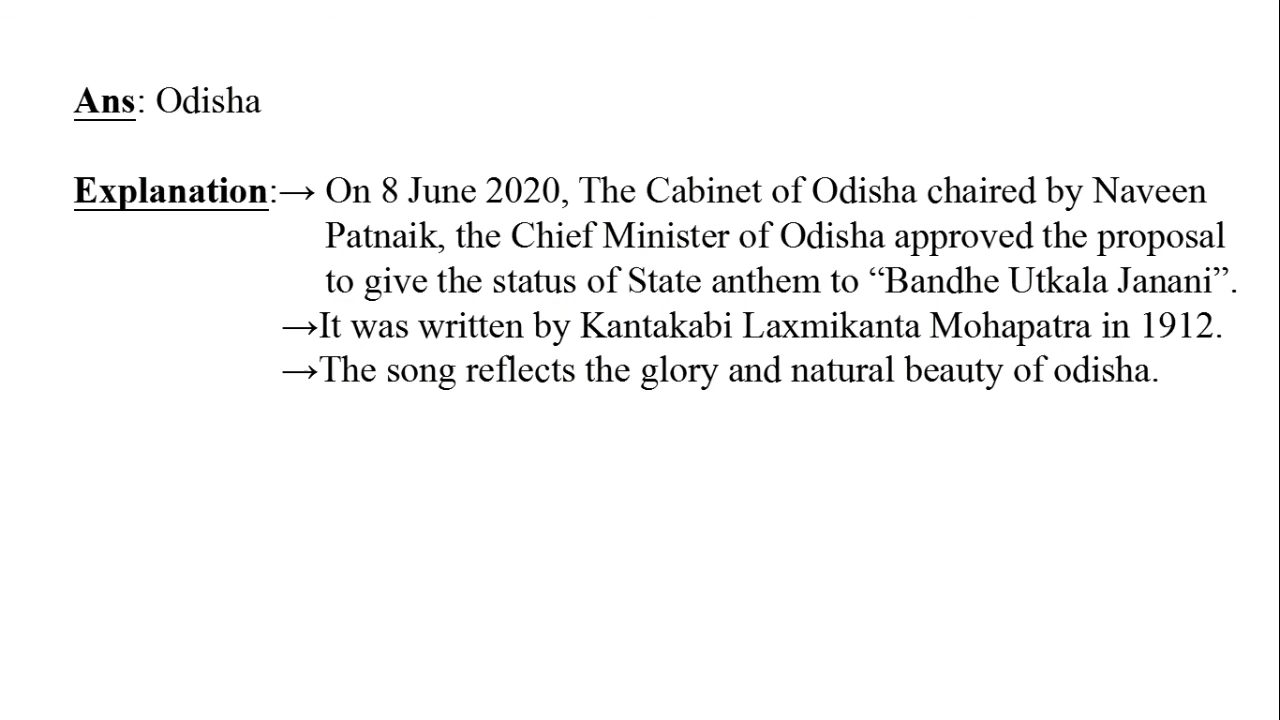 Ans: Odisha
Explanation:→ On 8 June 2020, The Cabinet of Odisha chaired by Naveen
Patnaik, the Chief Minister of Odisha approved the proposal
to give the status of State anthem to “Bandhe Utkala Janani”.
→It was written by Kantakabi Laxmikanta Mohapatra in 1912.
→The song reflects the glory and natural beauty of odisha.